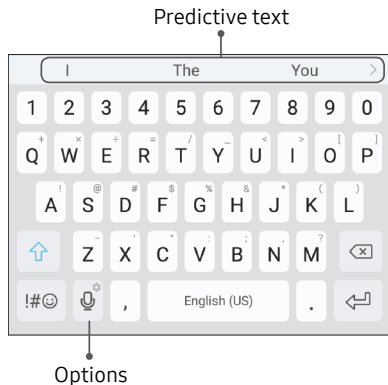 Predictive text
I The You >
1 2 3 4 5 6 7 8 9 0
+ × ÷ = / _ < > [ ]
Q W E R T Y U I O P
! @ # $ % & * ( )
A S D F G H J K L
- ' " : ; , ?
Z X C V B N M
!#☺ , English (US) .
Options